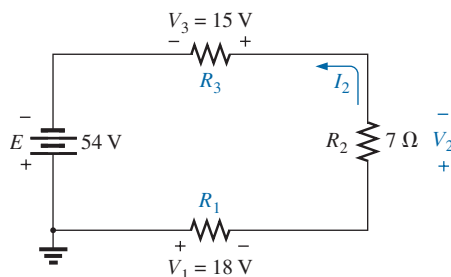 V3 = 15 V
− +
R3
I2
−
E 54 V
+
R2 7 Ω
−
V2
+
R1
+ −
V1 = 18 V